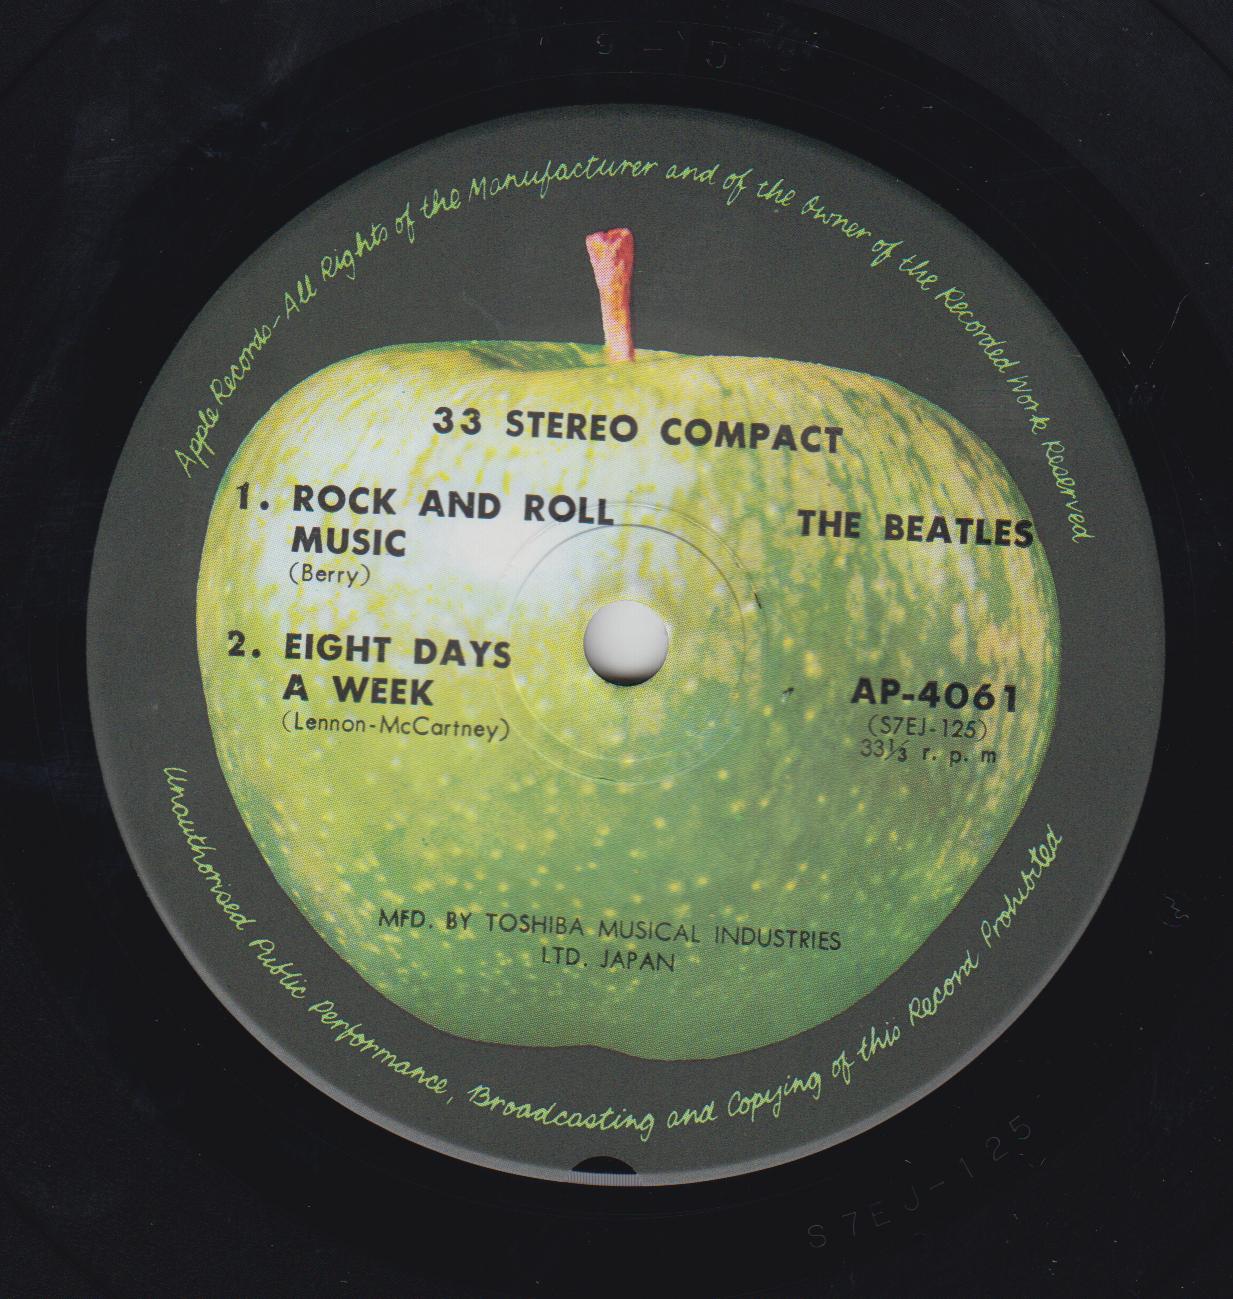 Apple Records-All Rights of the Manufacturer and of the Owner of the Recorded Work Reserved
33 STEREO COMPACT
1. ROCK AND ROLL
MUSIC
(Berry)
THE BEATLES
2. EIGHT DAYS
A WEEK
(Lennon-McCartney)
AP-4061
(S7EJ-125)
33⅓ r. p. m
MFD. BY TOSHIBA MUSICAL INDUSTRIES
LTD. JAPAN
Unauthorised Public Performance, Broadcasting and Copying of this Record Prohibited
S7EJ-125